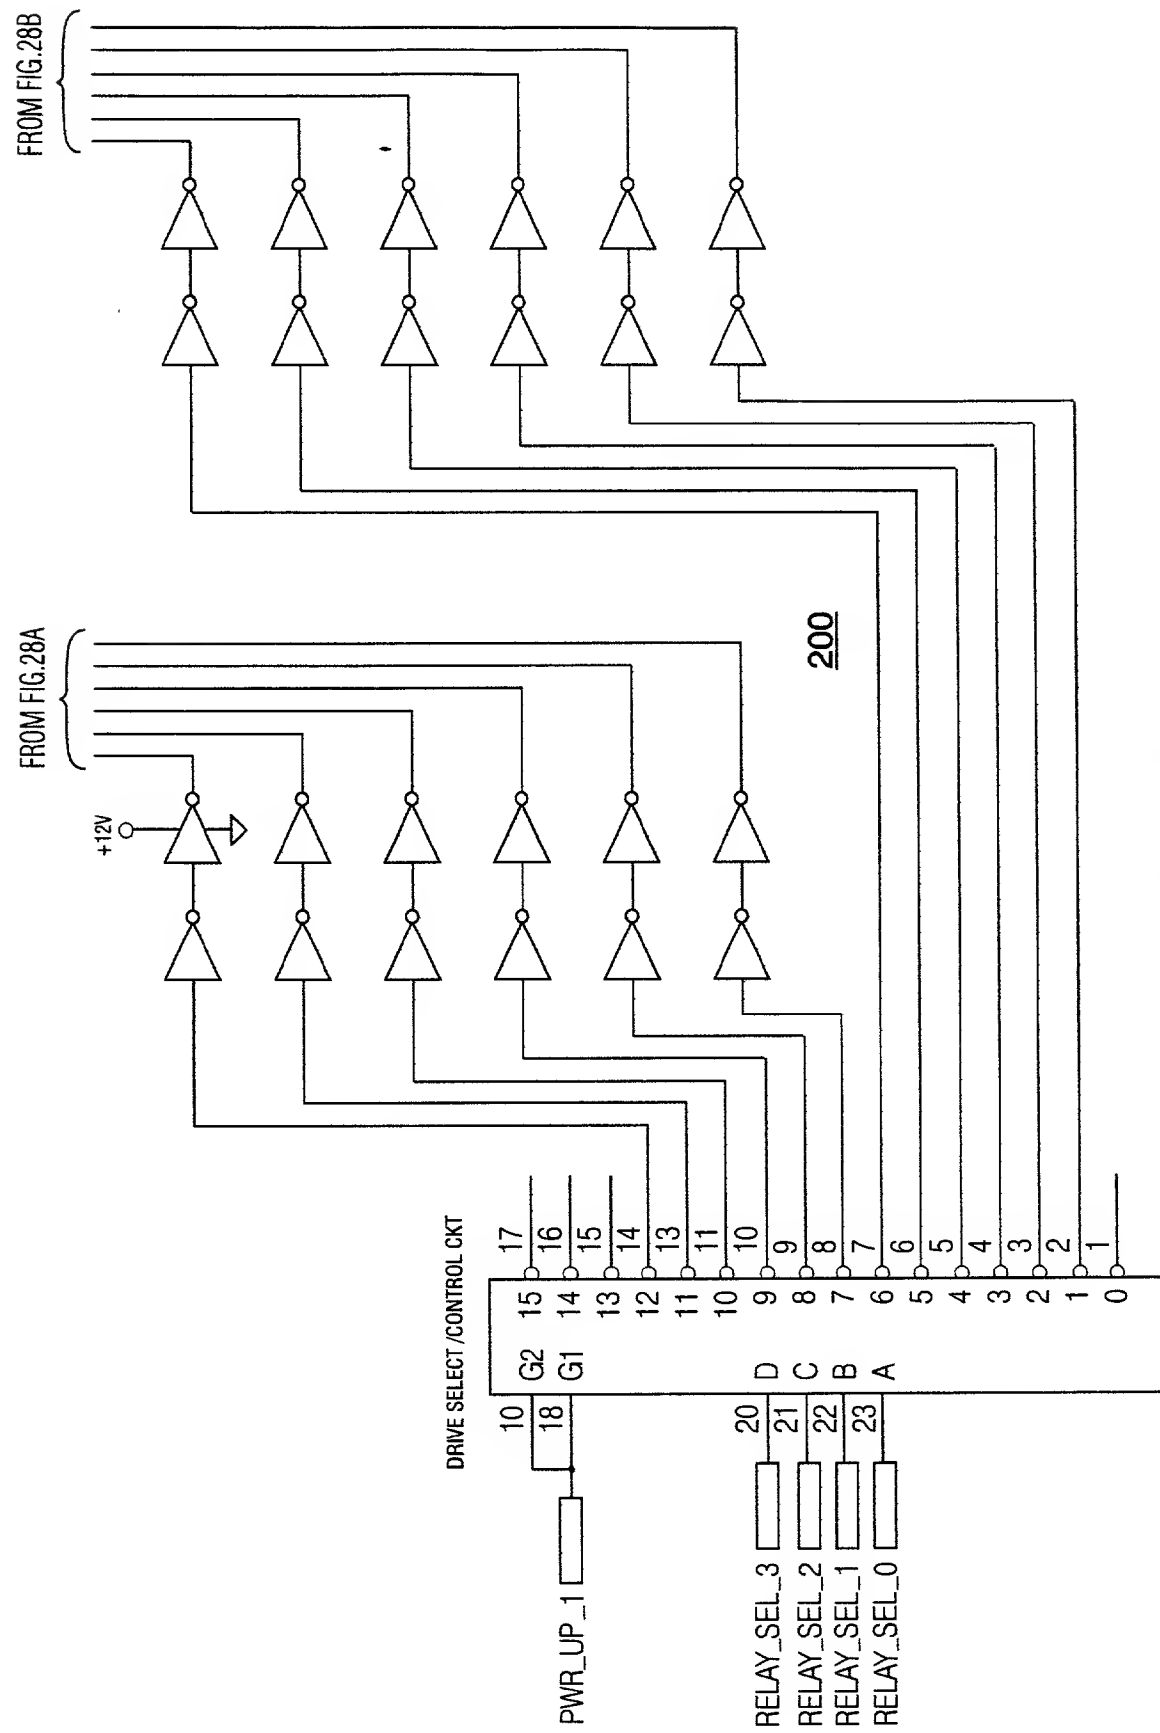 FROM FIG.28B
FROM FIG.28A
+12V
200
DRIVE SELECT/CONTROL CKT
PWR_UP_1
10 G2
18 G1
RELAY_SEL_3 20 D
RELAY_SEL_2 21 C
RELAY_SEL_1 22 B
RELAY_SEL_0 23 A
15 17
14 16
13 15
12 14
11 13
10 11
9 10
8 9
7 8
6 7
5 6
4 5
3 4
2 3
1 2
0 1